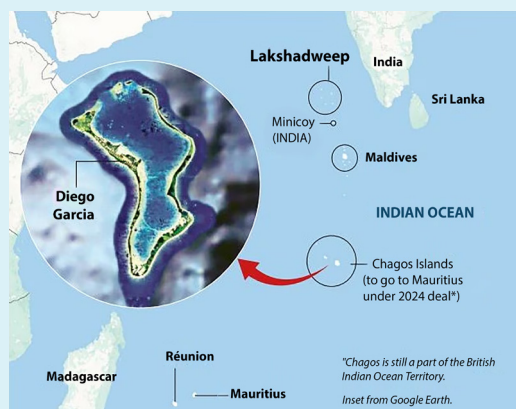 Lakshadweep
India
Sri Lanka
Minicoy
(INDIA)
Maldives
Diego
Garcia
INDIAN OCEAN
Chagos Islands
(to go to Mauritius
under 2024 deal*)
Réunion
Madagascar
Mauritius
"Chagos is still a part of the British
Indian Ocean Territory.
Inset from Google Earth.